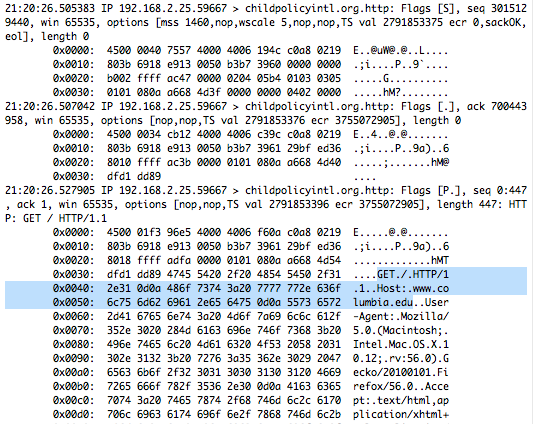 21:20:26.505383 IP 192.168.2.25.59667 > childpolicyintl.org.http: Flags [S], seq 301512
9440, win 65535, options [mss 1460,nop,wscale 5,nop,nop,TS val 2791853375 ecr 0,sackOK,
eol], length 0
0x0000: 4500 0040 7557 4000 4006 194c c0a8 0219 E..@uW@.@..L....
0x0010: 803b 6918 e913 0050 b3b7 3960 0000 0000 .;i....P..9`....
0x0020: b002 ffff ac47 0000 0204 05b4 0103 0305 .....G..........
0x0030: 0101 080a a668 4d3f 0000 0000 0402 0000 .....hM?........
21:20:26.507042 IP 192.168.2.25.59667 > childpolicyintl.org.http: Flags [.], ack 700443
958, win 65535, options [nop,nop,TS val 2791853376 ecr 3755072905], length 0
0x0000: 4500 0034 cb12 4000 4006 c39c c0a8 0219 E..4..@.@.......
0x0010: 803b 6918 e913 0050 b3b7 3961 29bf ed36 .;i....P..9a)..6
0x0020: 8010 ffff ac3b 0000 0101 080a a668 4d40 .....;.......hM@
0x0030: dfd1 dd89 ....
21:20:26.527905 IP 192.168.2.25.59667 > childpolicyintl.org.http: Flags [P.], seq 0:447
, ack 1, win 65535, options [nop,nop,TS val 2791853396 ecr 3755072905], length 447: HTT
P: GET / HTTP/1.1
0x0000: 4500 01f3 96e5 4000 4006 f60a c0a8 0219 E.....@.@.......
0x0010: 803b 6918 e913 0050 b3b7 3961 29bf ed36 .;i....P..9a)..6
0x0020: 8018 ffff adfa 0000 0101 080a a668 4d54 .............hMT
0x0030: dfd1 dd89 4745 5420 2f20 4854 5450 2f31 ....GET./.HTTP/1
0x0040: 2e31 0d0a 486f 7374 3a20 7777 772e 636f .1..Host:.www.co
0x0050: 6c75 6d62 6961 2e65 6475 0d0a 5573 6572 lumbia.edu..User
0x0060: 2d41 6765 6e74 3a20 4d6f 7a69 6c6c 612f -Agent:.Mozilla/
0x0070: 352e 3020 284d 6163 696e 746f 7368 3b20 5.0.(Macintosh;.
0x0080: 496e 7465 6c20 4d61 6320 4f53 2058 2031 Intel.Mac.OS.X.1
0x0090: 302e 3132 3b20 7276 3a35 362e 3029 2047 0.12;.rv:56.0).G
0x00a0: 6563 6b6f 2f32 3031 3030 3130 3120 4669 ecko/20100101.Fi
0x00b0: 7265 666f 782f 3536 2e30 0d0a 4163 6365 refox/56.0..Acce
0x00c0: 7074 3a20 7465 7874 2f68 746d 6c2c 6170 pt:.text/html,ap
0x00d0: 706c 6963 6174 696f 6e2f 7868 746d 6c2b plication/xhtml+